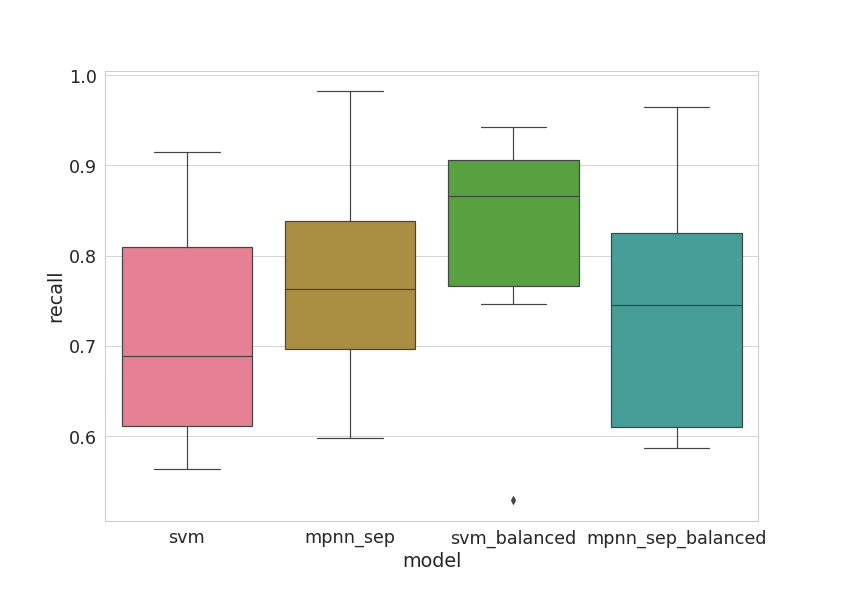 1.0
0.9
0.8
0.7
0.6
recall
svm
mpnn_sep
svm_balanced
mpnn_sep_balanced
model